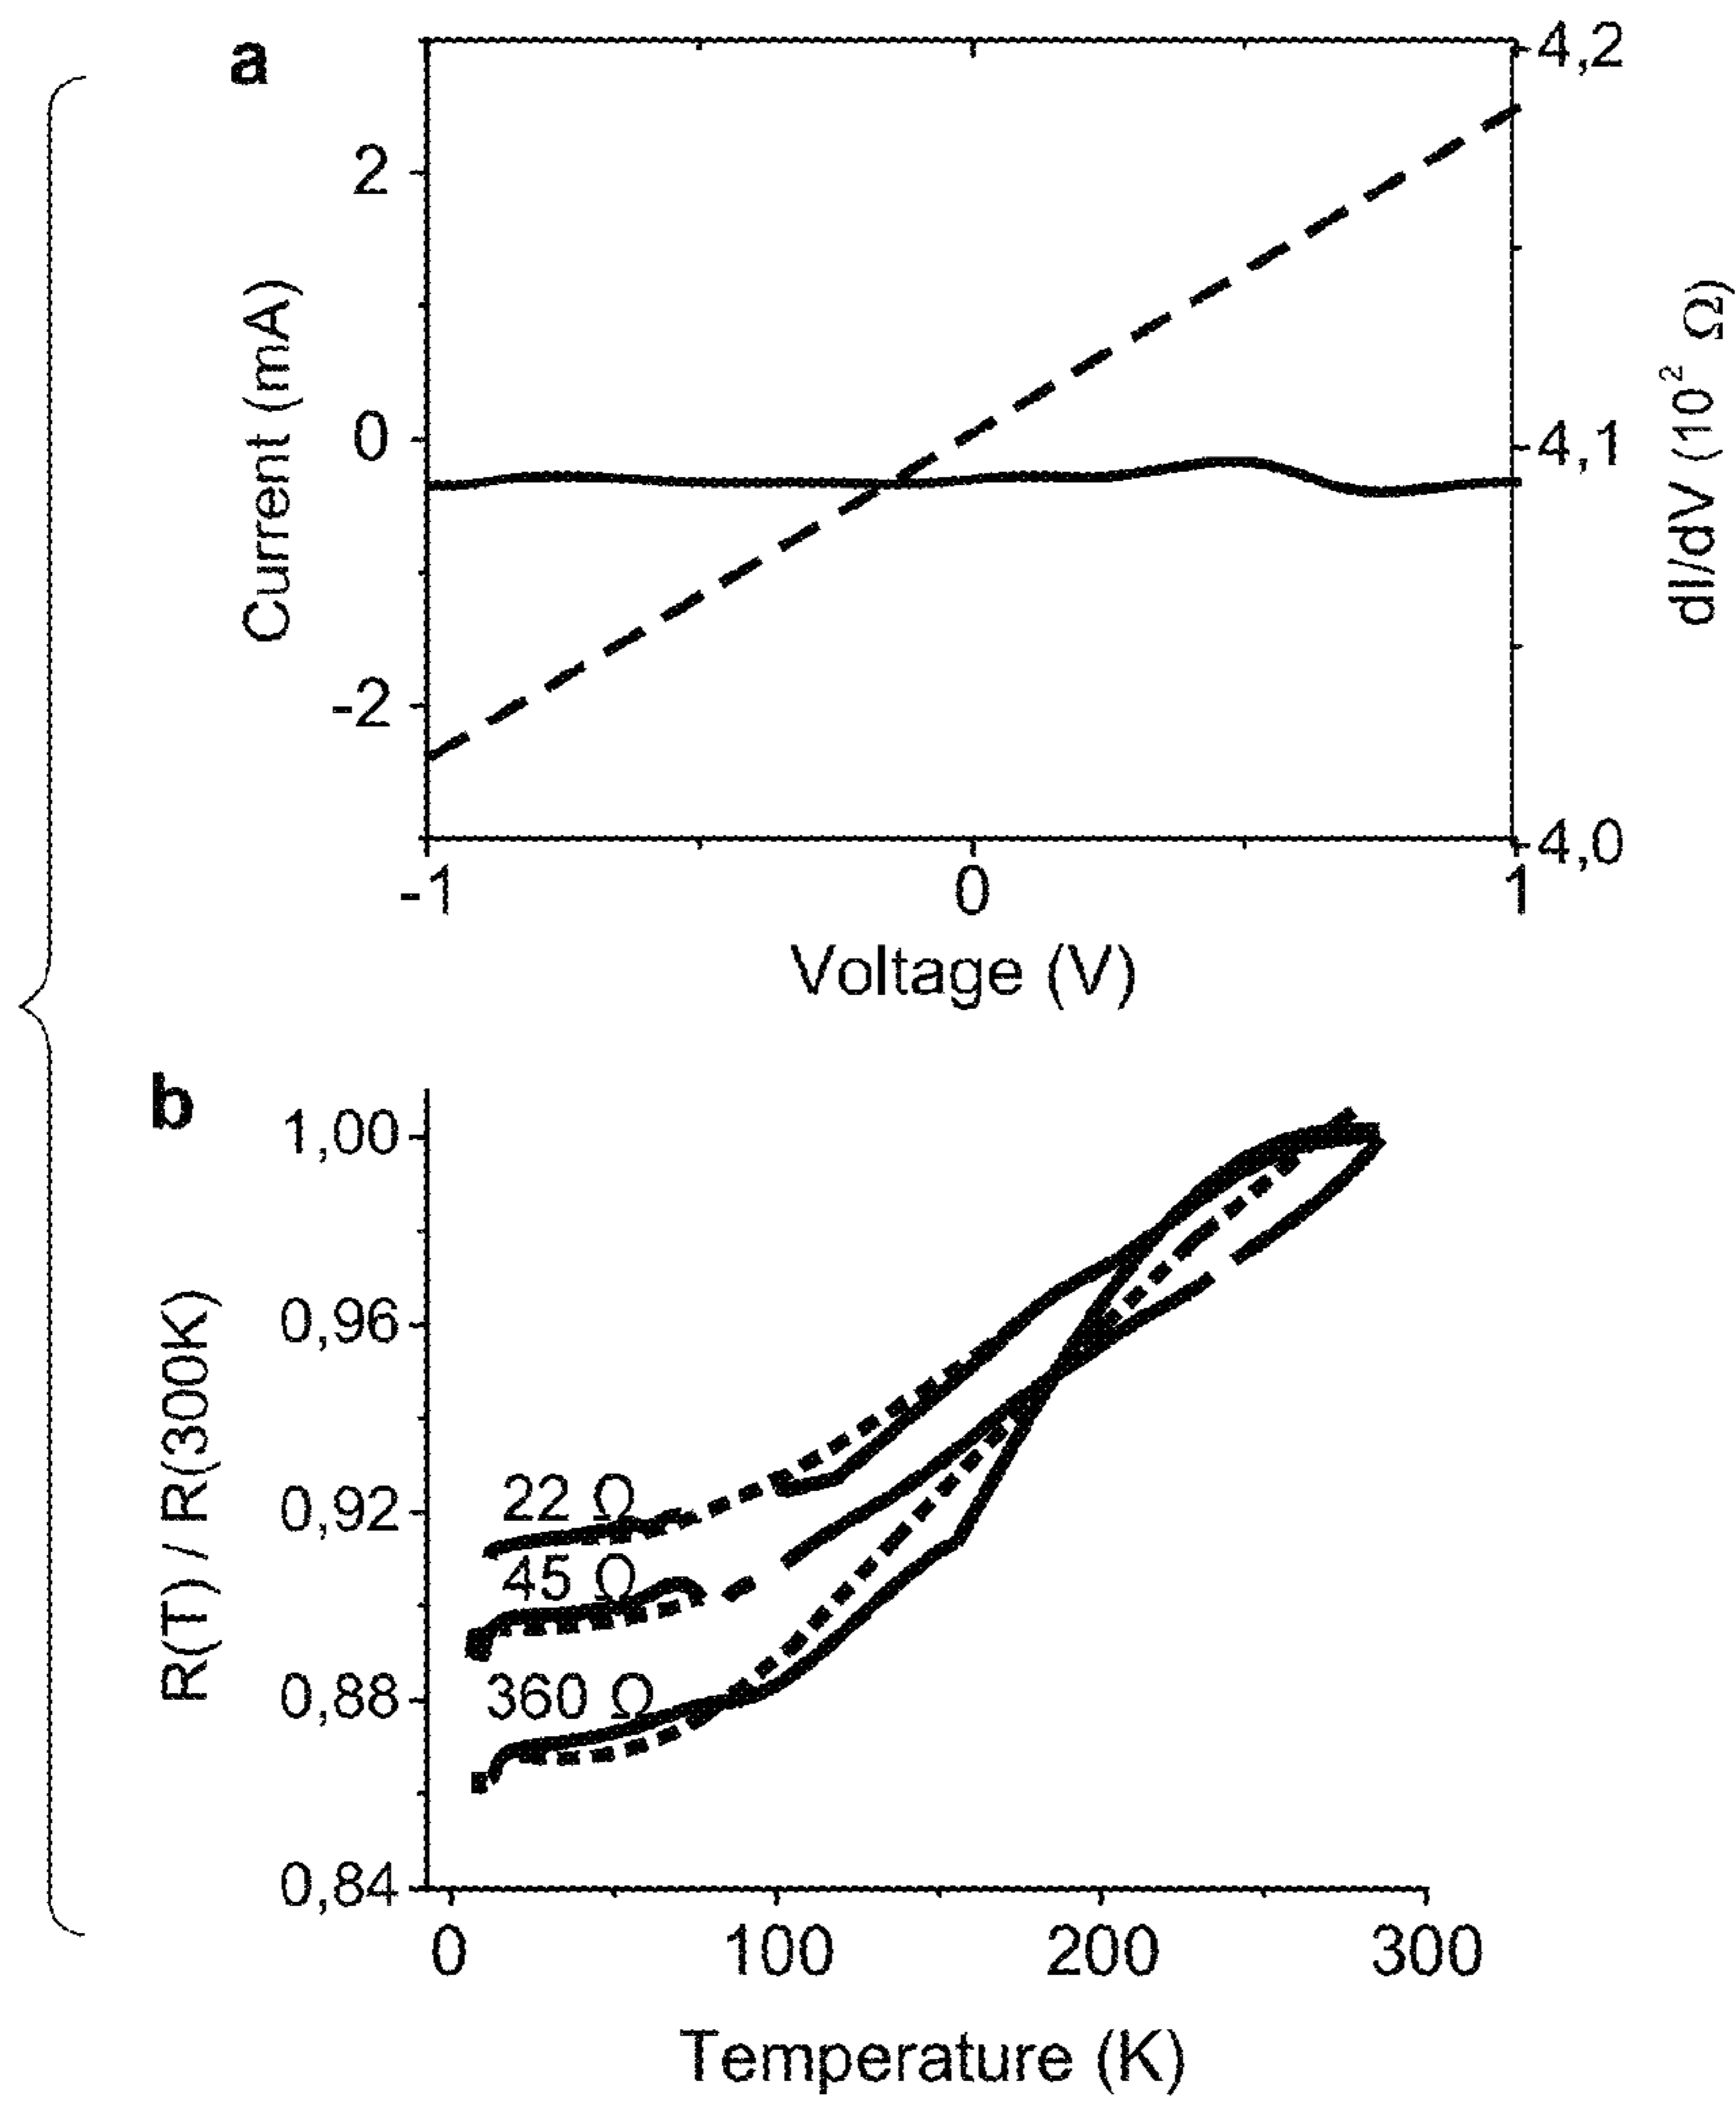 a
4,2
2
Current (mA)
0
4,1
dI/dV (10² Ω)
-2
4,0
-1 0 1
Voltage (V)
b
1,00
0,96
R(T) / R(300K)
0,92
22 Ω
45 Ω
0,88
360 Ω
0,84
0 100 200 300
Temperature (K)